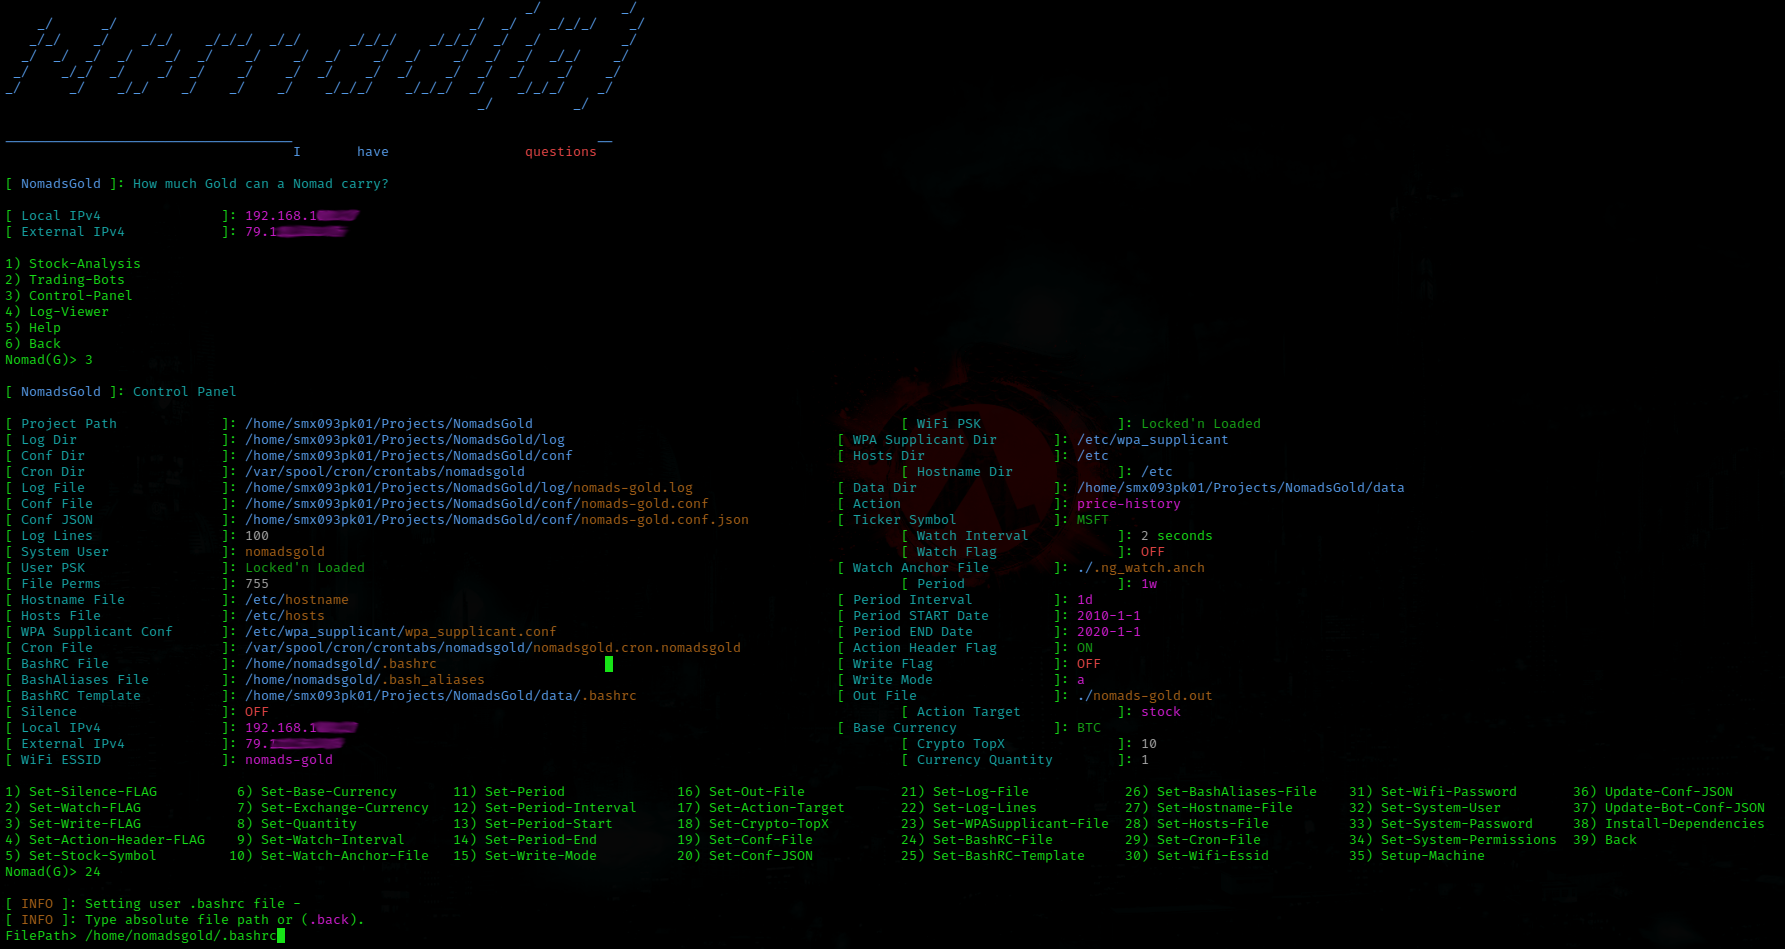 I have questions
[ NomadsGold ]: How much Gold can a Nomad carry?
[ Local IPv4 ]: 192.168.1
[ External IPv4 ]: 79.1
1) Stock-Analysis
2) Trading-Bots
3) Control-Panel
4) Log-Viewer
5) Help
6) Back
Nomad(G)> 3
[ NomadsGold ]: Control Panel
[ Project Path ]: /home/smx093pk01/Projects/NomadsGold [ WiFi PSK ]: Locked'n Loaded
[ Log Dir ]: /home/smx093pk01/Projects/NomadsGold/log [ WPA Supplicant Dir ]: /etc/wpa_supplicant
[ Conf Dir ]: /home/smx093pk01/Projects/NomadsGold/conf [ Hosts Dir ]: /etc
[ Cron Dir ]: /var/spool/cron/crontabs/nomadsgold [ Hostname Dir ]: /etc
[ Log File ]: /home/smx093pk01/Projects/NomadsGold/log/nomads-gold.log [ Data Dir ]: /home/smx093pk01/Projects/NomadsGold/data
[ Conf File ]: /home/smx093pk01/Projects/NomadsGold/conf/nomads-gold.conf [ Action ]: price-history
[ Conf JSON ]: /home/smx093pk01/Projects/NomadsGold/conf/nomads-gold.conf.json [ Ticker Symbol ]: MSFT
[ Log Lines ]: 100 [ Watch Interval ]: 2 seconds
[ System User ]: nomadsgold [ Watch Flag ]: OFF
[ User PSK ]: Locked'n Loaded [ Watch Anchor File ]: ./.ng_watch.anch
[ File Perms ]: 755 [ Period ]: 1w
[ Hostname File ]: /etc/hostname [ Period Interval ]: 1d
[ Hosts File ]: /etc/hosts [ Period START Date ]: 2010-1-1
[ WPA Supplicant Conf ]: /etc/wpa_supplicant/wpa_supplicant.conf [ Period END Date ]: 2020-1-1
[ Cron File ]: /var/spool/cron/crontabs/nomadsgold/nomadsgold.cron.nomadsgold [ Action Header Flag ]: ON
[ BashRC File ]: /home/nomadsgold/.bashrc [ Write Flag ]: OFF
[ BashAliases File ]: /home/nomadsgold/.bash_aliases [ Write Mode ]: a
[ BashRC Template ]: /home/smx093pk01/Projects/NomadsGold/data/.bashrc [ Out File ]: ./nomads-gold.out
[ Silence ]: OFF [ Action Target ]: stock
[ Local IPv4 ]: 192.168.1 [ Base Currency ]: BTC
[ External IPv4 ]: 79.1 [ Crypto TopX ]: 10
[ WiFi ESSID ]: nomads-gold [ Currency Quantity ]: 1
1) Set-Silence-FLAG 6) Set-Base-Currency 11) Set-Period 16) Set-Out-File 21) Set-Log-File 26) Set-BashAliases-File 31) Set-Wifi-Password 36) Update-Conf-JSON
2) Set-Watch-FLAG 7) Set-Exchange-Currency 12) Set-Period-Interval 17) Set-Action-Target 22) Set-Log-Lines 27) Set-Hostname-File 32) Set-System-User 37) Update-Bot-Conf-JSON
3) Set-Write-FLAG 8) Set-Quantity 13) Set-Period-Start 18) Set-Crypto-TopX 23) Set-WPASupplicant-File 28) Set-Hosts-File 33) Set-System-Password 38) Install-Dependencies
4) Set-Action-Header-FLAG 9) Set-Watch-Interval 14) Set-Period-End 19) Set-Conf-File 24) Set-BashRC-File 29) Set-Cron-File 34) Set-System-Permissions 39) Back
5) Set-Stock-Symbol 10) Set-Watch-Anchor-File 15) Set-Write-Mode 20) Set-Conf-JSON 25) Set-BashRC-Template 30) Set-Wifi-Essid 35) Setup-Machine
Nomad(G)> 24
[ INFO ]: Setting user .bashrc file -
[ INFO ]: Type absolute file path or (.back).
FilePath> /home/nomadsgold/.bashrc